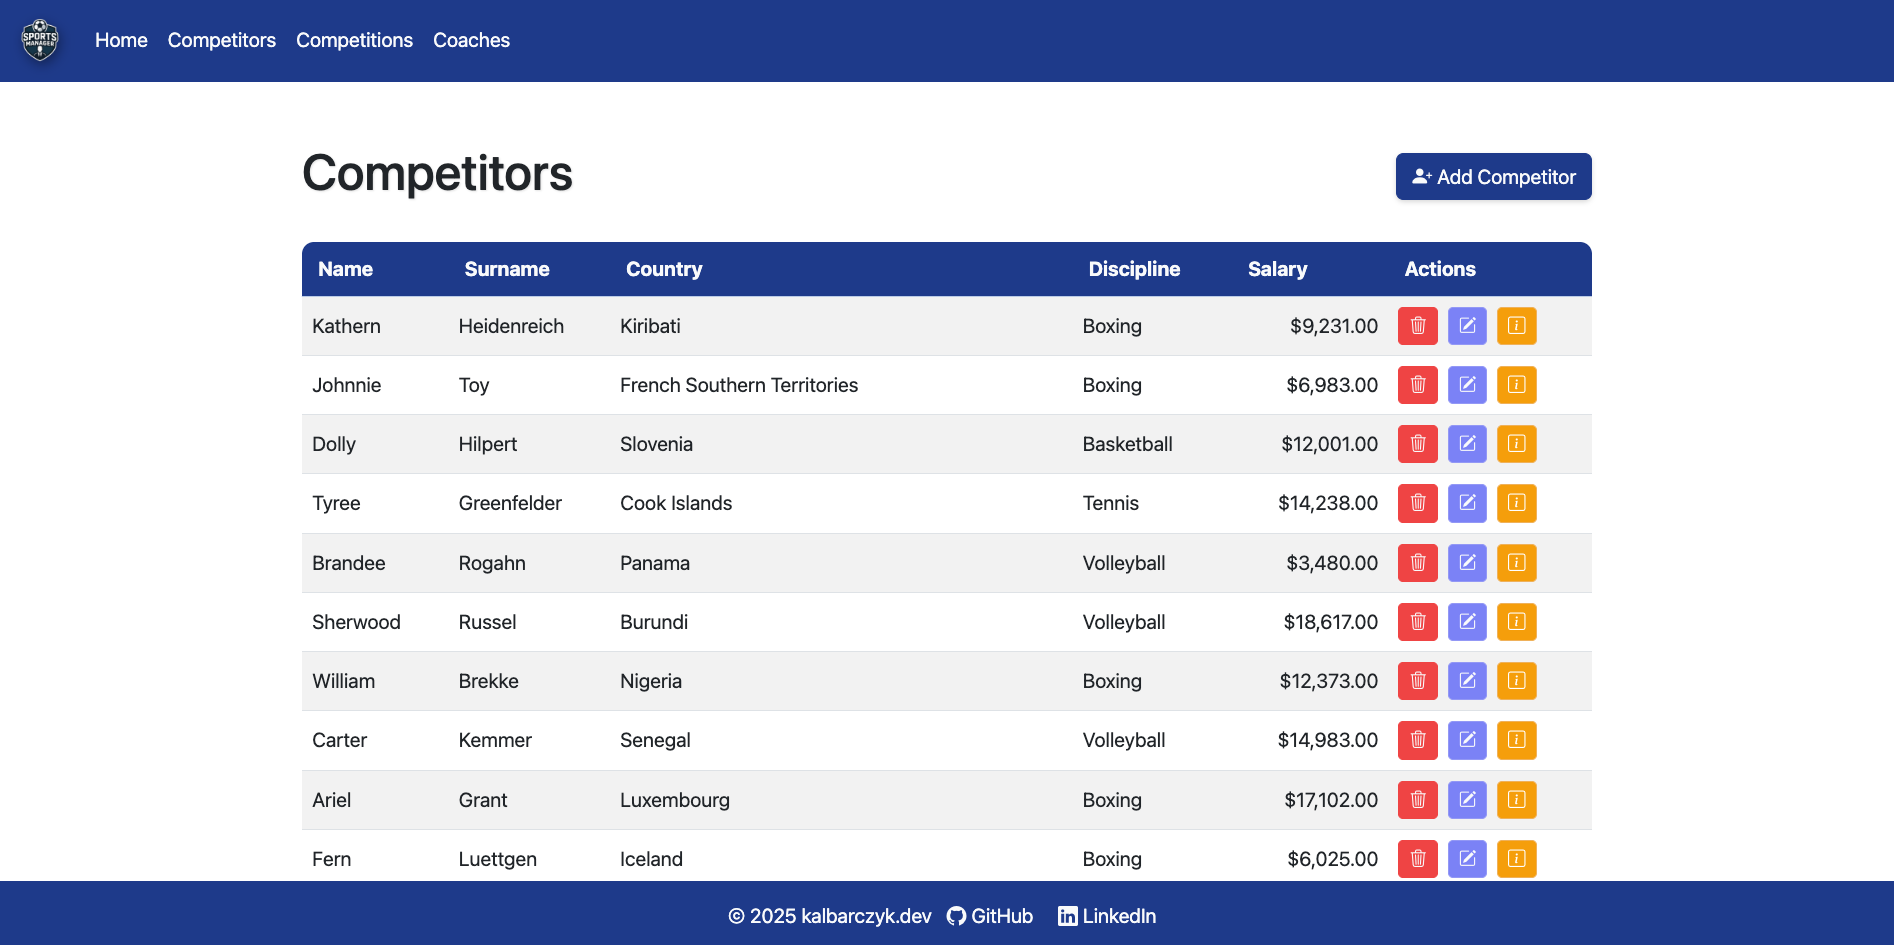 SPORTS
MANAGER
Home Competitors Competitions Coaches
Competitors
Add Competitor
Name Surname Country Discipline Salary Actions
Kathern Heidenreich Kiribati Boxing $9,231.00
Johnnie Toy French Southern Territories Boxing $6,983.00
Dolly Hilpert Slovenia Basketball $12,001.00
Tyree Greenfelder Cook Islands Tennis $14,238.00
Brandee Rogahn Panama Volleyball $3,480.00
Sherwood Russel Burundi Volleyball $18,617.00
William Brekke Nigeria Boxing $12,373.00
Carter Kemmer Senegal Volleyball $14,983.00
Ariel Grant Luxembourg Boxing $17,102.00
Fern Luettgen Iceland Boxing $6,025.00
© 2025 kalbarczyk.dev GitHub LinkedIn